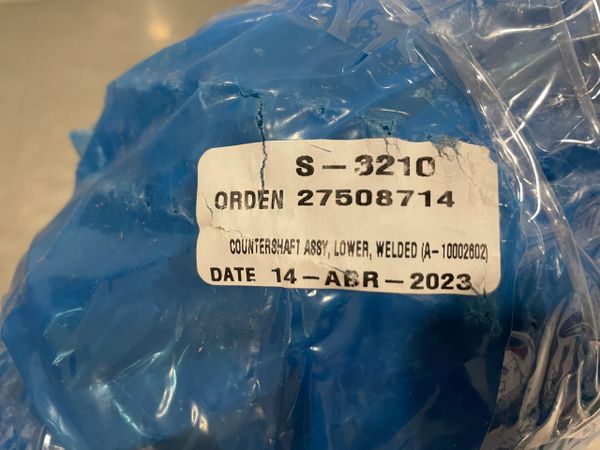 S-3210
ORDEN 27508714
COUNTERSHAFT ASSY, LOWER, WELDED (A-10002602)
DATE 14-ABR-2023